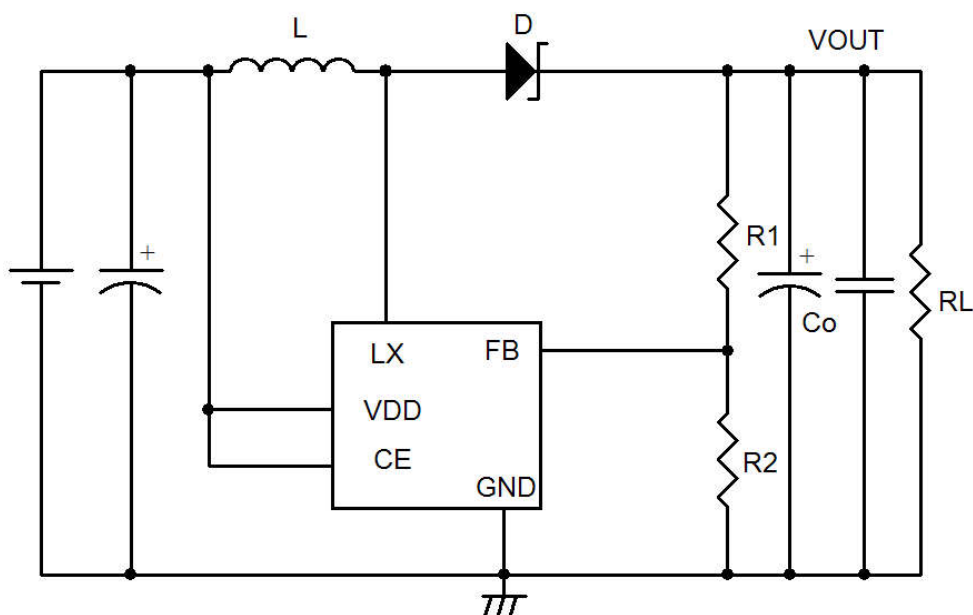 L
D
VOUT
+
R1
+
Co
RL
LX
FB
VDD
CE
R2
GND